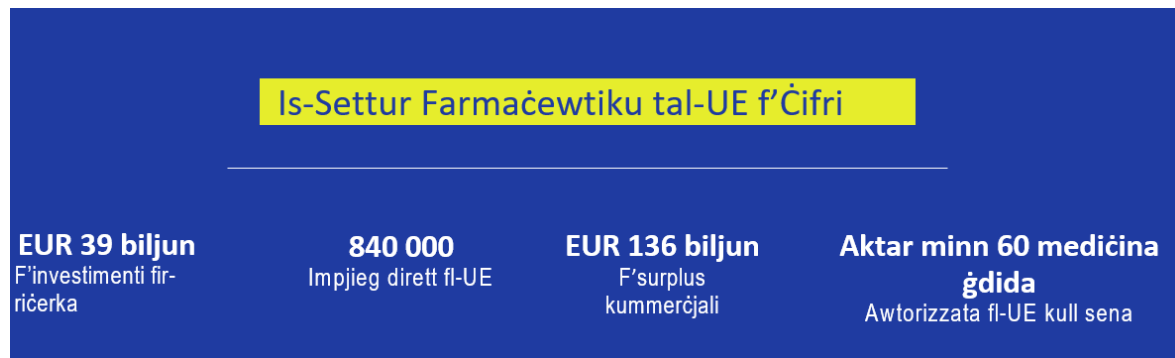 Is-Settur Farmaċewtiku tal-UE f’Ċifri
EUR 39 biljun
F’investimenti fir-
riċerka
840 000
Impjieg dirett fl-UE
EUR 136 biljun
F’surplus
kummerċjali
Aktar minn 60 mediċina
ġdida
Awtorizzata fl-UE kull sena